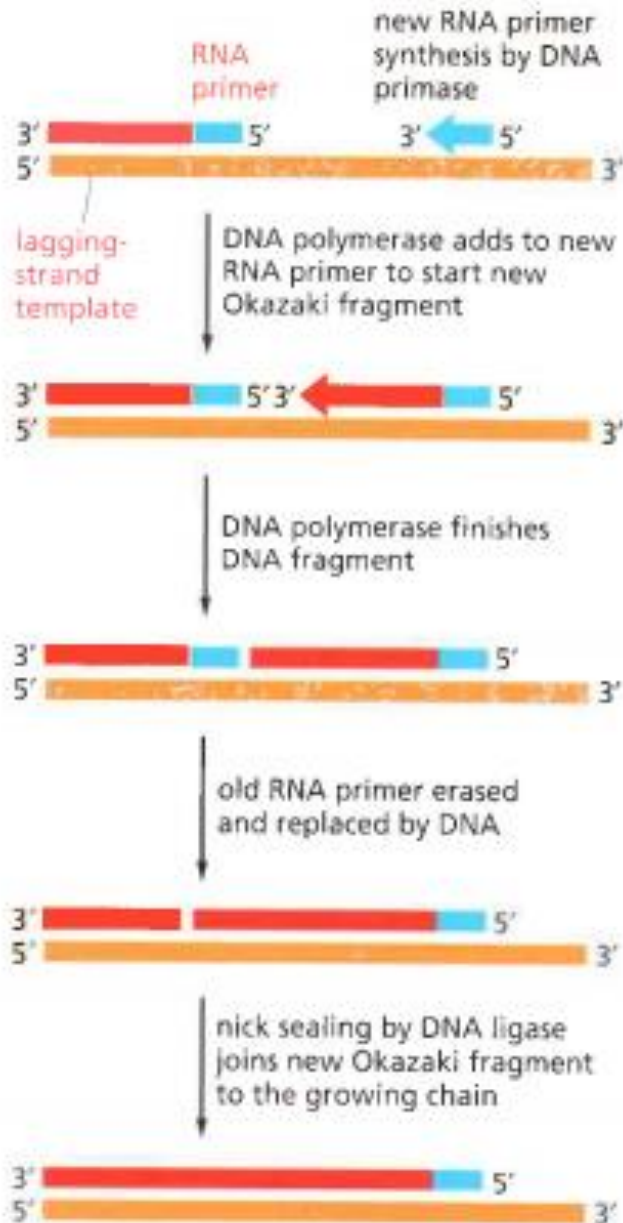 new RNA primer
synthesis by DNA
primase
RNA
primer
3′ 5′ 3′ 5′
5′ 3′
lagging-
strand
template
DNA polymerase adds to new
RNA primer to start new
Okazaki fragment
3′ 5′ 3′ 5′
5′ 3′
DNA polymerase finishes
DNA fragment
3′ 5′
5′ 3′
old RNA primer erased
and replaced by DNA
3′ 5′
5′ 3′
nick sealing by DNA ligase
joins new Okazaki fragment
to the growing chain
3′ 5′
5′ 3′